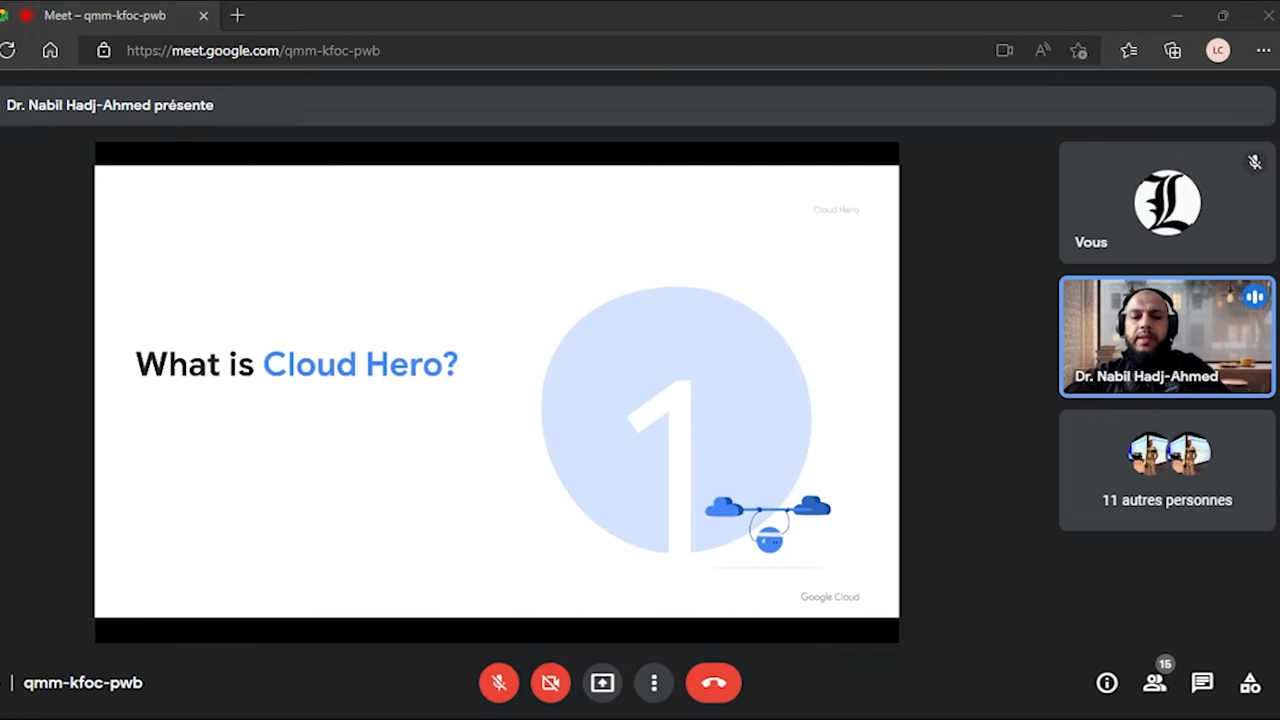 Meet – qmm-kfoc-pwb
https://meet.google.com/qmm-kfoc-pwb
LC
Dr. Nabil Hadj-Ahmed présente
Cloud Hero
What is Cloud Hero?
1
Google Cloud
L
Vous
Dr. Nabil Hadj-Ahmed
11 autres personnes
| qmm-kfoc-pwb
15